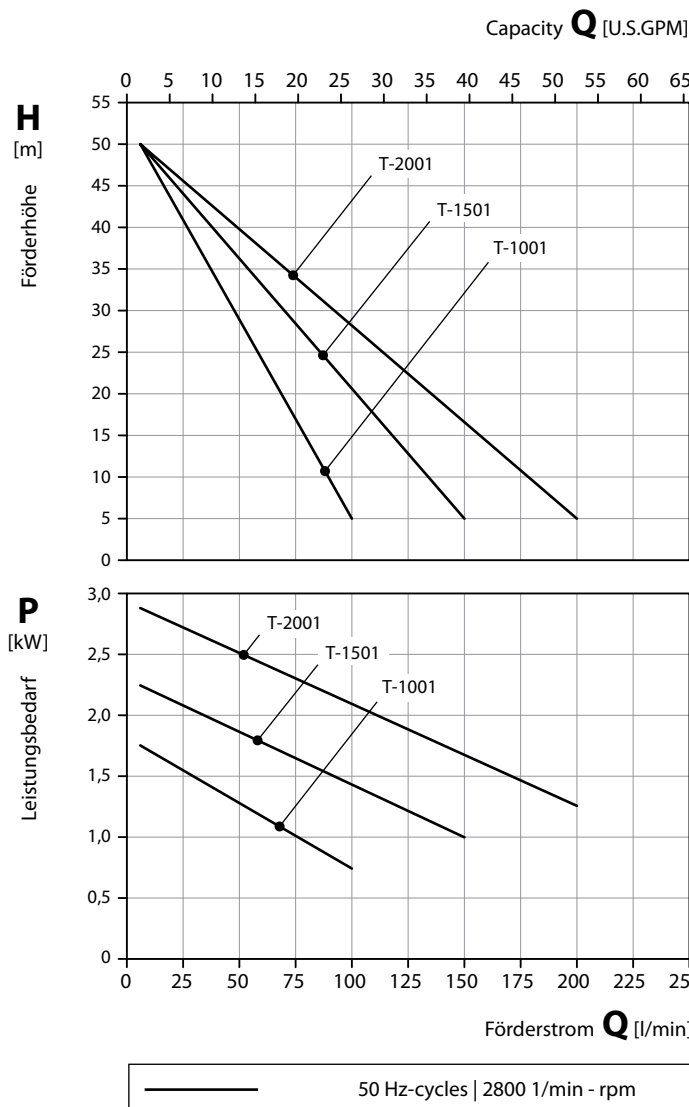 Capacity Q [U.S.GPM]
0 5 10 15 20 25 30 35 40 45 50 55 60 65
H
[m]
Förderhöhe
55
50
45
40
35
30
25
20
15
10
5
0
T-2001
T-1501
T-1001
P
[kW]
Leistungsbedarf
3,0
2,5
2,0
1,5
1,0
0,5
0
T-2001
T-1501
T-1001
0 25 50 75 100 125 150 175 200 225 250
Förderstrom Q [l/min]
50 Hz-cycles | 2800 1/min - rpm